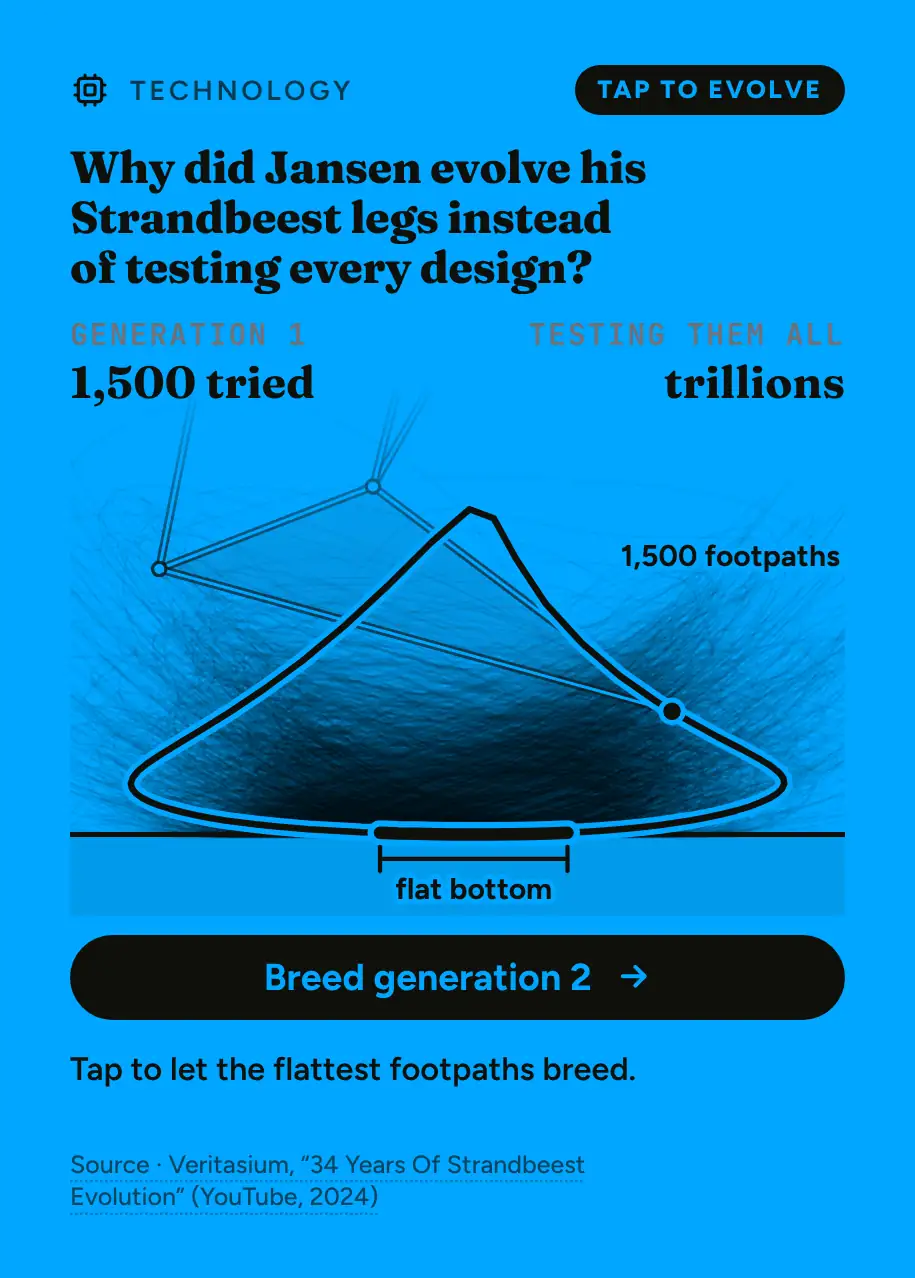 TECHNOLOGY
TAP TO EVOLVE
Why did Jansen evolve his
Strandbeest legs instead
of testing every design?
GENERATION 1
TESTING THEM ALL
1,500 tried
trillions
1,500 footpaths
flat bottom
Breed generation 2 →
Tap to let the flattest footpaths breed.
Source · Veritasium, “34 Years Of Strandbeest
Evolution” (YouTube, 2024)